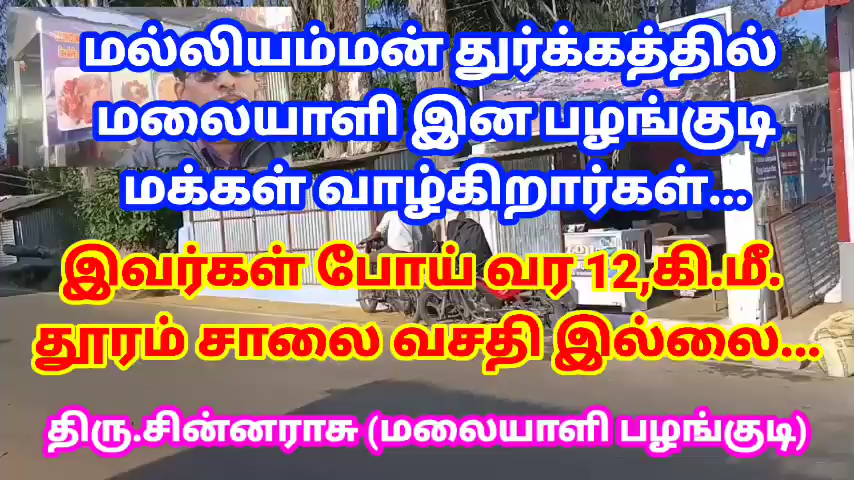 மல்லியம்மன் துர்க்கத்தில்
மலையாளி இன பழங்குடி
மக்கள் வாழ்கிறார்கள்...
இவர்கள் போய் வர 12,கி.மீ.
தூரம் சாலை வசதி இல்லை...
திரு.சின்னராசு (மலையாளி பழங்குடி)